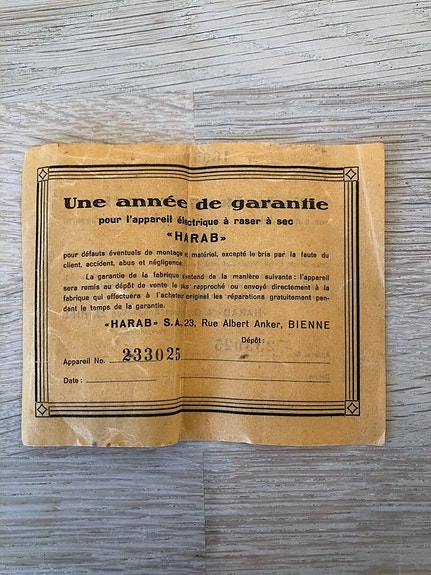 Une année de garantie
pour l'appareil électrique à raser à sec
«HARAB»
pour défauts éventuels de montage et matériel, excepté le bris par la faute du
client, accident, abus et négligence.
La garantie de la fabrique s'entend de la manière suivante: l'appareil
sera remis au dépôt de vente le plus rapproché ou envoyé directement à la
fabrique qui effectuera à l'acheteur original les réparations gratuitement pen-
dant le temps de la garantie.
«HARAB» S.A. 23, Rue Albert Anker, BIENNE
Dépôt:
Appareil No. 233025
Date: